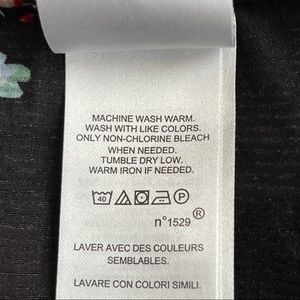 MACHINE WASH WARM.
WASH WITH LIKE COLORS.
ONLY NON-CHLORINE BLEACH
WHEN NEEDED.
TUMBLE DRY LOW.
WARM IRON IF NEEDED.
40 P
n°1529 ®
LAVER AVEC DES COULEURS
SEMBLABLES.
LAVARE CON COLORI SIMILI.